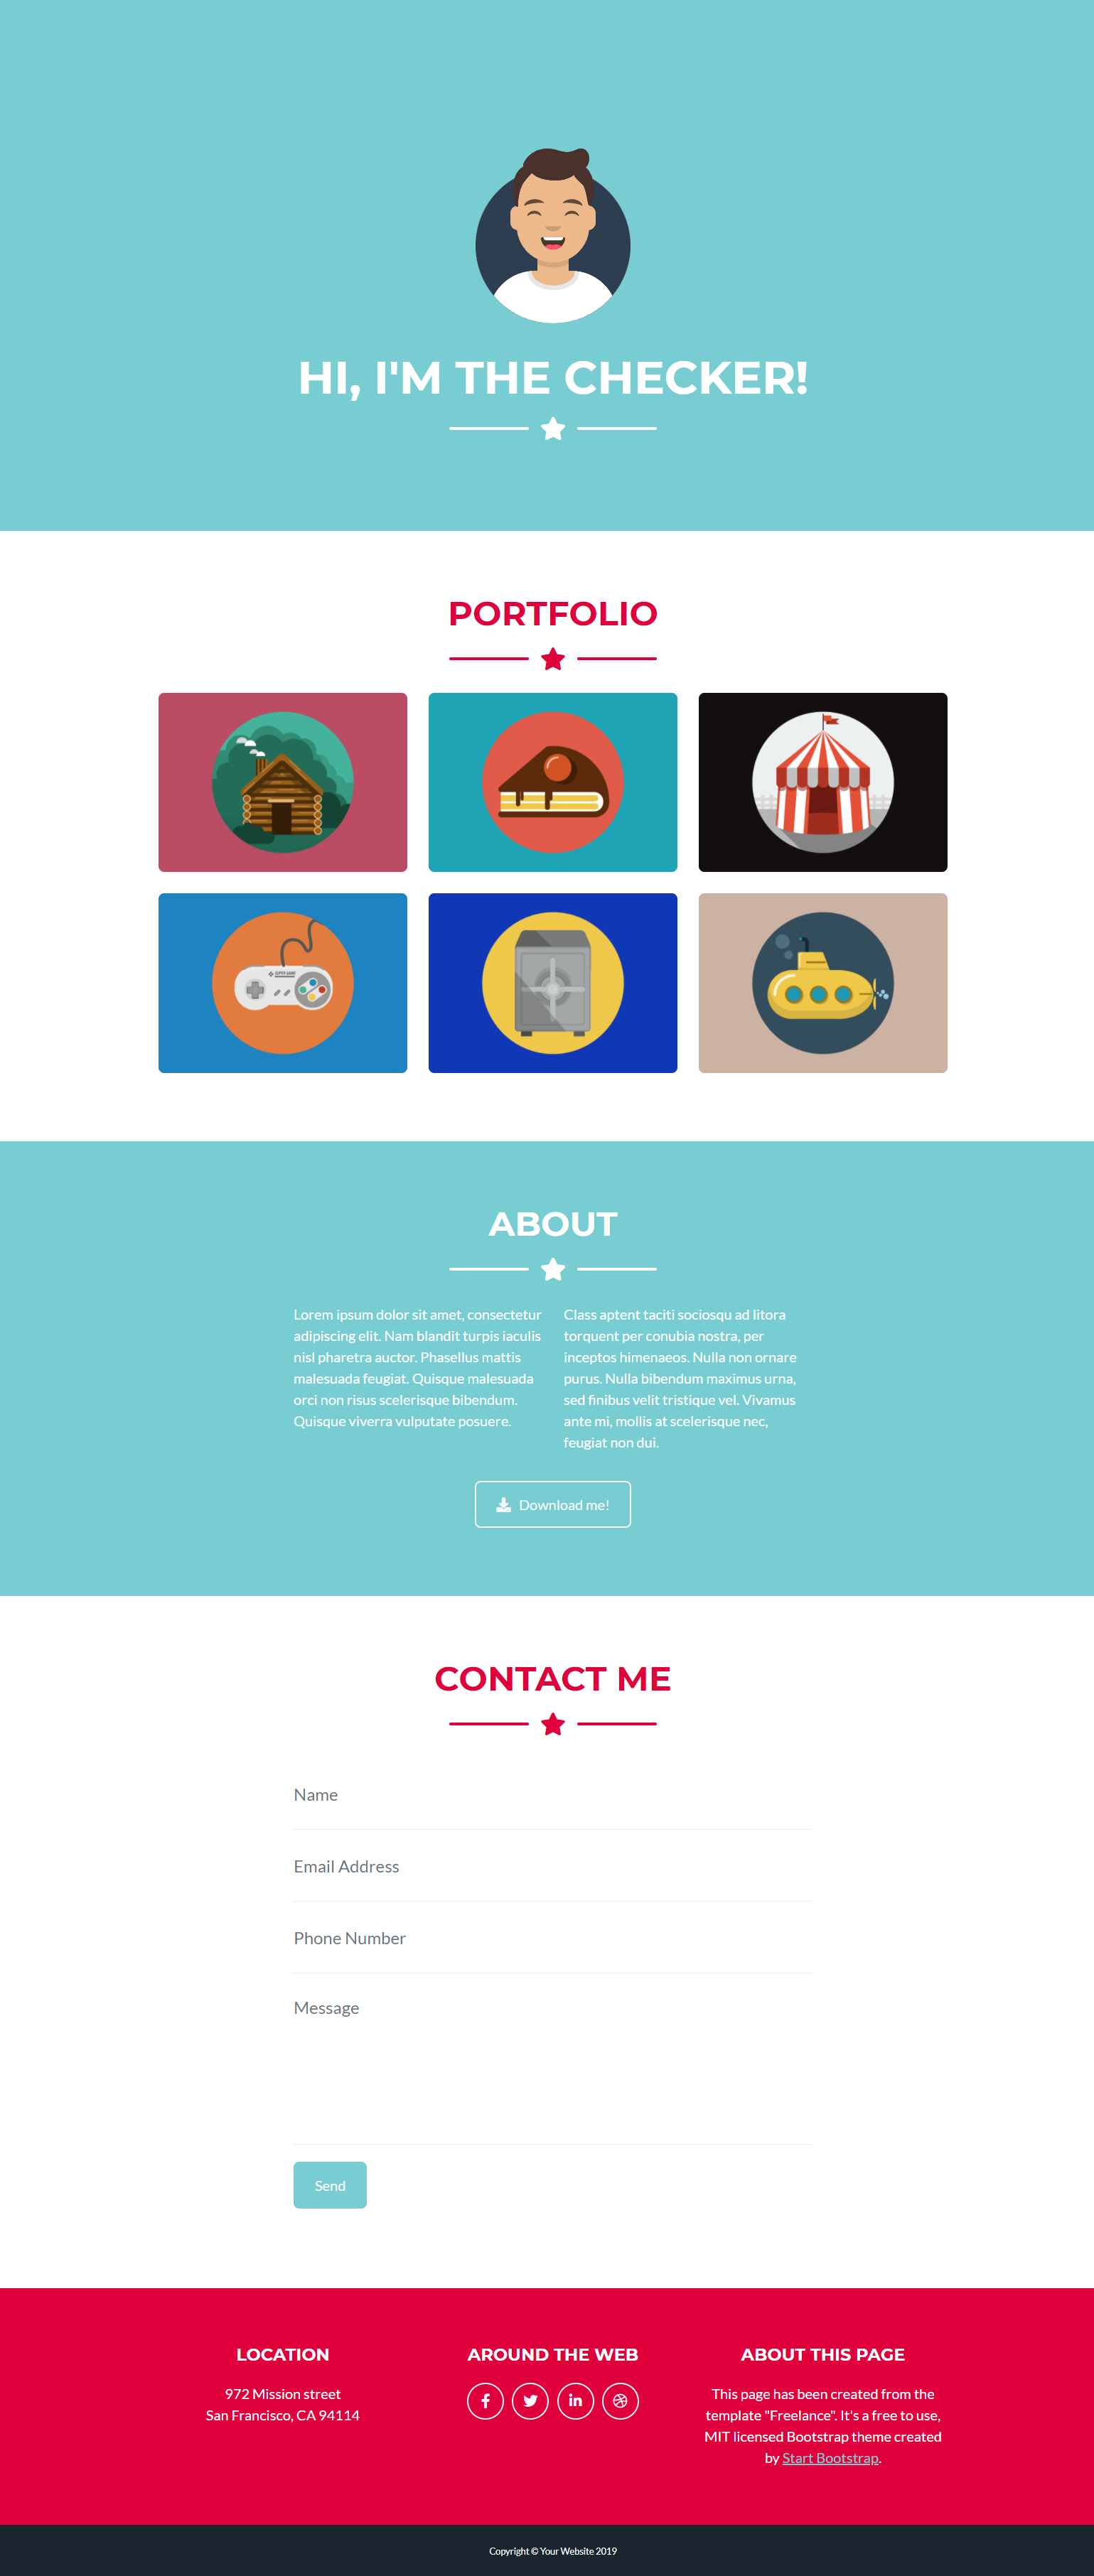 HI, I'M THE CHECKER!
PORTFOLIO
SUPER GAME
ABOUT
Lorem ipsum dolor sit amet, consectetur
adipiscing elit. Nam blandit turpis iaculis
nisl pharetra auctor. Phasellus mattis
malesuada feugiat. Quisque malesuada
orci non risus scelerisque bibendum.
Quisque viverra vulputate posuere.
Class aptent taciti sociosqu ad litora
torquent per conubia nostra, per
inceptos himenaeos. Nulla non ornare
purus. Nulla bibendum maximus urna,
sed finibus velit tristique vel. Vivamus
ante mi, mollis at scelerisque nec,
feugiat non dui.
Download me!
CONTACT ME
Name
Email Address
Phone Number
Message
Send
LOCATION
972 Mission street
San Francisco, CA 94114
AROUND THE WEB
ABOUT THIS PAGE
This page has been created from the
template "Freelance". It's a free to use,
MIT licensed Bootstrap theme created
by Start Bootstrap.
Copyright © Your Website 2019